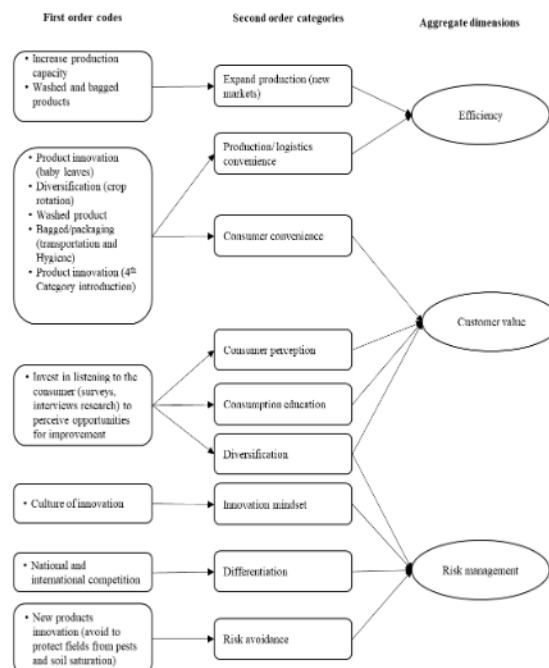 First order codes
Second order categories
Aggregate dimensions
• Increase production
capacity
• Washed and bagged
products
Expand production (new
markets)
Efficiency
• Product innovation
(baby leaves)
• Diversification (crop
rotation)
• Washed product
• Bagged/packaging
(transportation and
Hygiene)
• Product innovation (4th
Category introduction)
Production/ logistics
convenience
Consumer convenience
Customer value
• Invest in listening to the
consumer (surveys,
interviews research) to
perceive opportunities
for improvement
Consumer perception
Consumption education
Diversification
• Culture of innovation
Innovation mindset
• National and
international competition
Differentiation
Risk management
• New products
innovation (avoid to
protect fields from pests
and soil saturation)
Risk avoidance